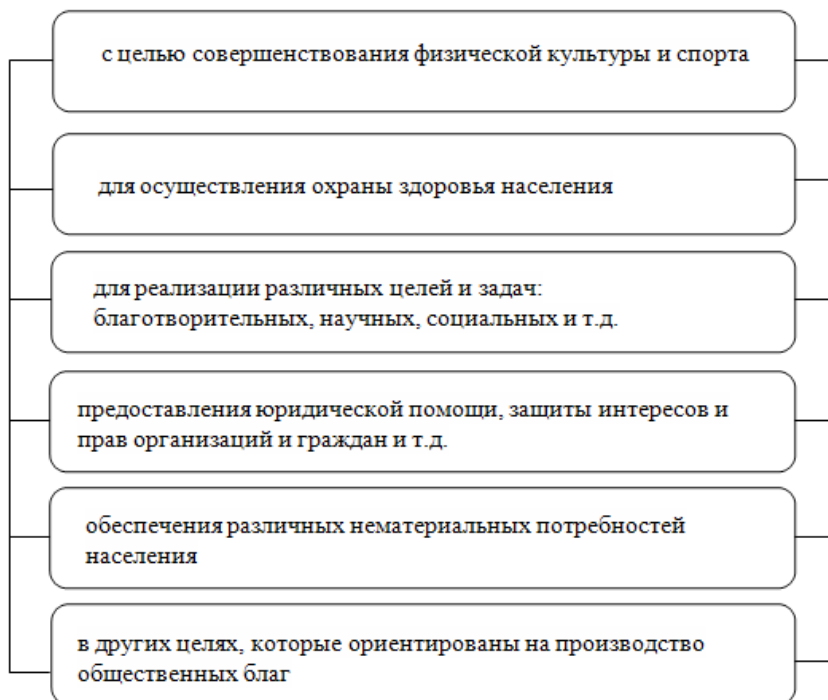 с целью совершенствования физической культуры и спорта
для осуществления охраны здоровья населения
для реализации различных целей и задач:
благотворительных, научных, социальных и т.д.
предоставления юридической помощи, защиты интересов и
прав организаций и граждан и т.д.
обеспечения различных нематериальных потребностей
населения
в других целях, которые ориентированы на производство
общественных благ